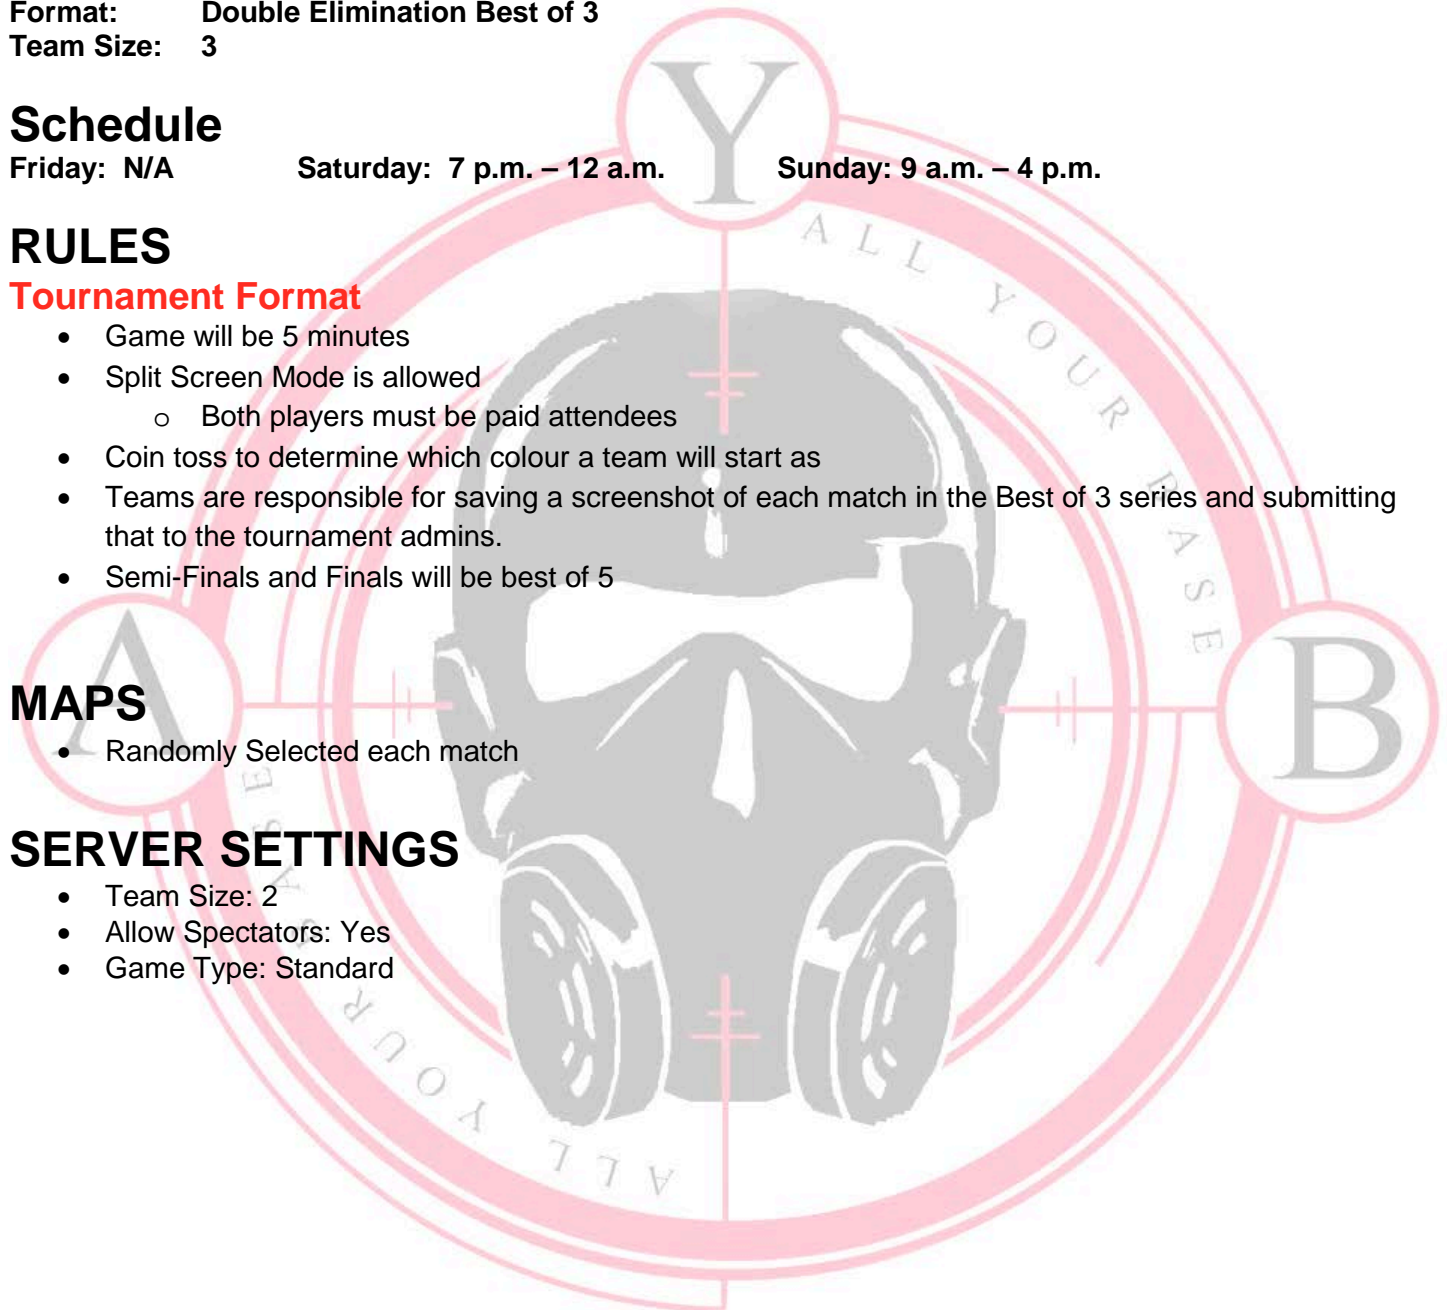 Format: Double Elimination Best of 3
Team Size: 3
Schedule
Friday: N/A Saturday: 7 p.m. – 12 a.m. Sunday: 9 a.m. – 4 p.m.
RULES
Tournament Format
• Game will be 5 minutes
• Split Screen Mode is allowed
o Both players must be paid attendees
• Coin toss to determine which colour a team will start as
• Teams are responsible for saving a screenshot of each match in the Best of 3 series and submitting
that to the tournament admins.
• Semi-Finals and Finals will be best of 5
MAPS
• Randomly Selected each match
SERVER SETTINGS
• Team Size: 2
• Allow Spectators: Yes
• Game Type: Standard
A
Y
B
ALL YOUR BASE
ALL YOUR BASE